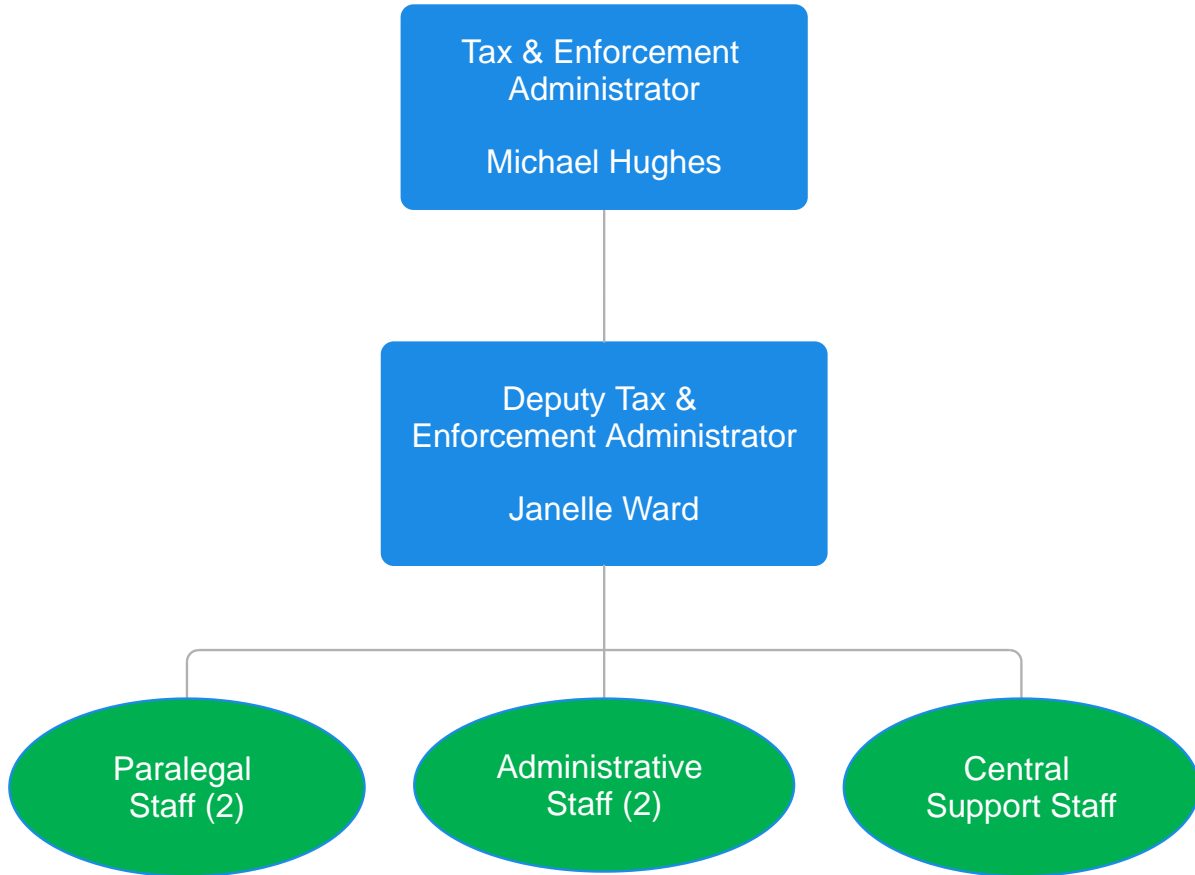 Tax & Enforcement
Administrator
Michael Hughes
Deputy Tax &
Enforcement Administrator
Janelle Ward
Paralegal
Staff (2)
Administrative
Staff (2)
Central
Support Staff